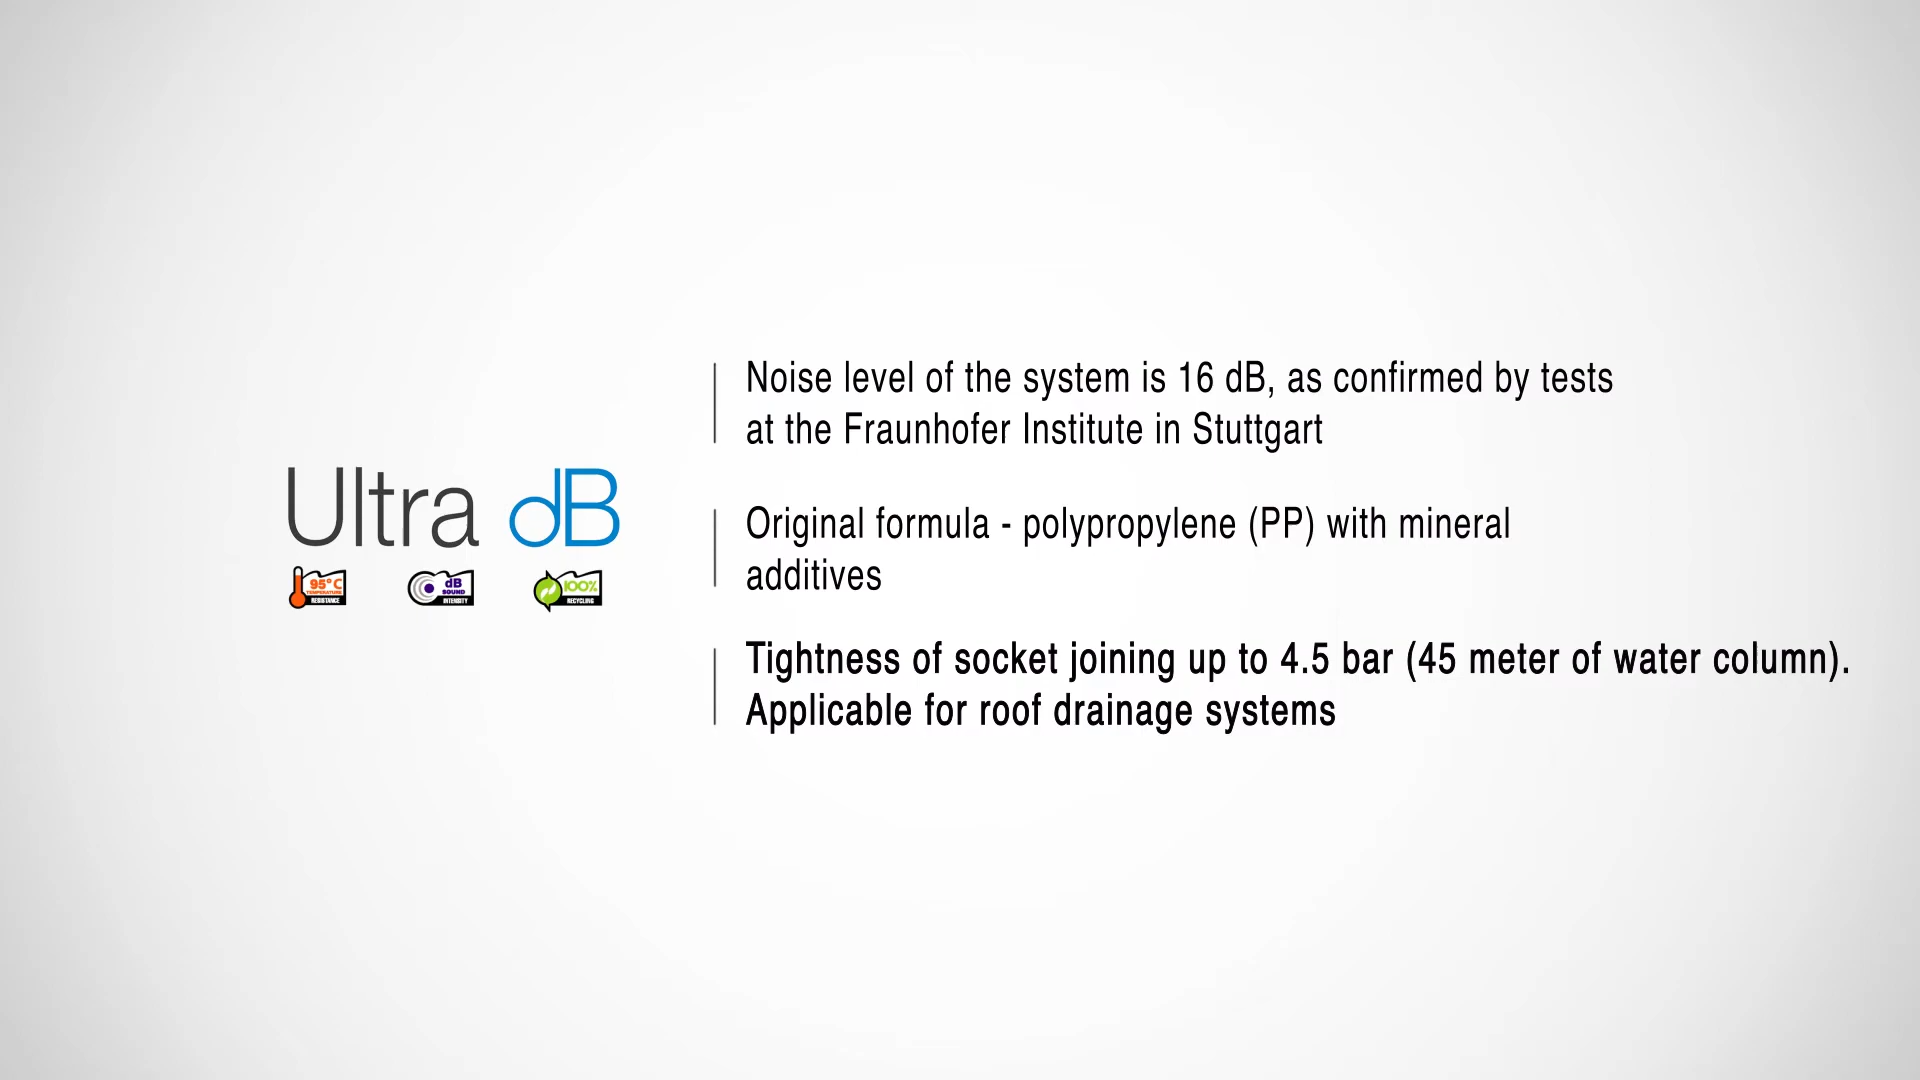 Ultra dB
95°C
TEMPERATURE
RESISTANCE
dB
SOUND
INTENSITY
100%
RECYCLING
Noise level of the system is 16 dB, as confirmed by tests
at the Fraunhofer Institute in Stuttgart
Original formula - polypropylene (PP) with mineral
additives
Tightness of socket joining up to 4.5 bar (45 meter of water column).
Applicable for roof drainage systems